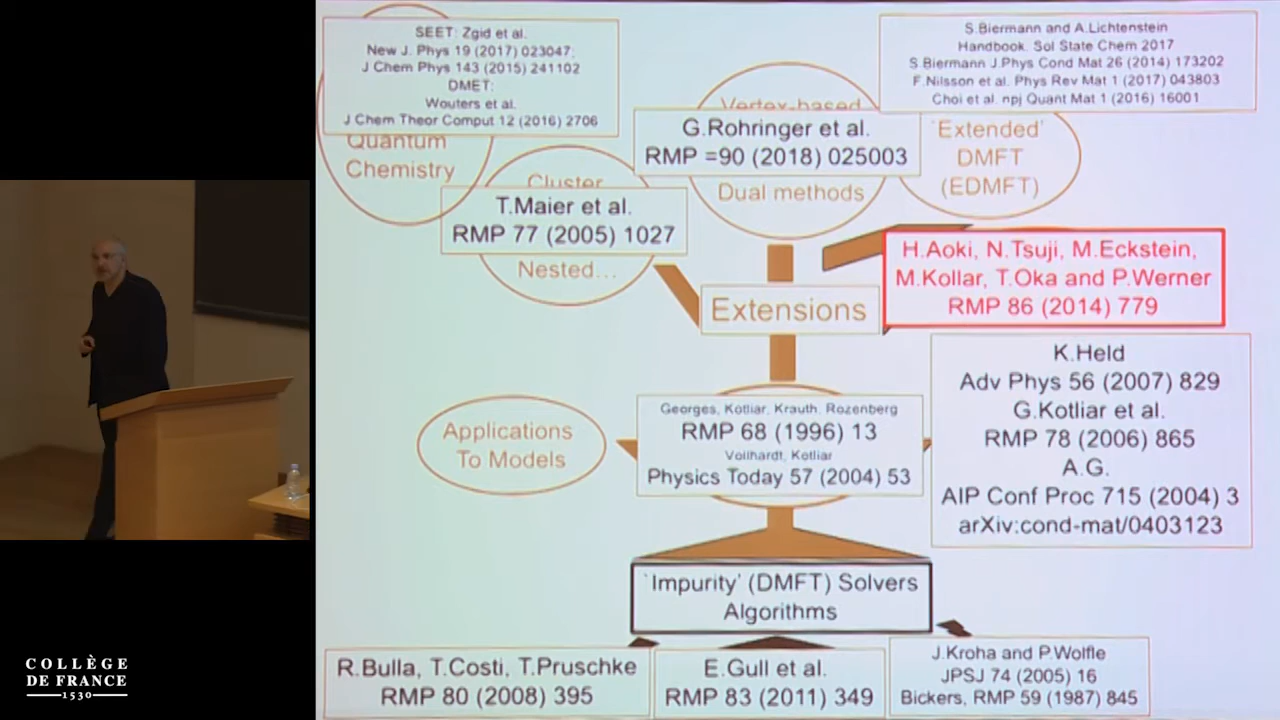 SEET: Zgid et al.
New J. Phys 19 (2017) 023047;
J Chem Phys 143 (2015) 241102
DMET:
Wouters et al.
J Chem Theor Comput 12 (2016) 2706
Quantum
Chemistry
S.Biermann and A.Lichtenstein
Handbook. Sol State Chem 2017
S.Biermann J.Phys Cond Mat 26 (2014) 173202
F.Nilsson et al. Phys Rev Mat 1 (2017) 043803
Choi et al. npj Quant Mat 1 (2016) 16001
Vertex-based
G.Rohringer et al.
RMP =90 (2018) 025003
Dual methods
`Extended'
DMFT
(EDMFT)
Cluster
T.Maier et al.
RMP 77 (2005) 1027
Nested...
Extensions
H.Aoki, N.Tsuji, M.Eckstein,
M.Kollar, T.Oka and P.Werner
RMP 86 (2014) 779
Applications
To Models
Georges, Kotliar, Krauth, Rozenberg
RMP 68 (1996) 13
Vollhardt, Kotliar
Physics Today 57 (2004) 53
K.Held
Adv Phys 56 (2007) 829
G.Kotliar et al.
RMP 78 (2006) 865
A.G.
AIP Conf Proc 715 (2004) 3
arXiv:cond-mat/0403123
`Impurity' (DMFT) Solvers
Algorithms
R.Bulla, T.Costi, T.Pruschke
RMP 80 (2008) 395
E.Gull et al.
RMP 83 (2011) 349
J.Kroha and P.Wolfle
JPSJ 74 (2005) 16
Bickers, RMP 59 (1987) 845
COLLÈGE
DE FRANCE
1530